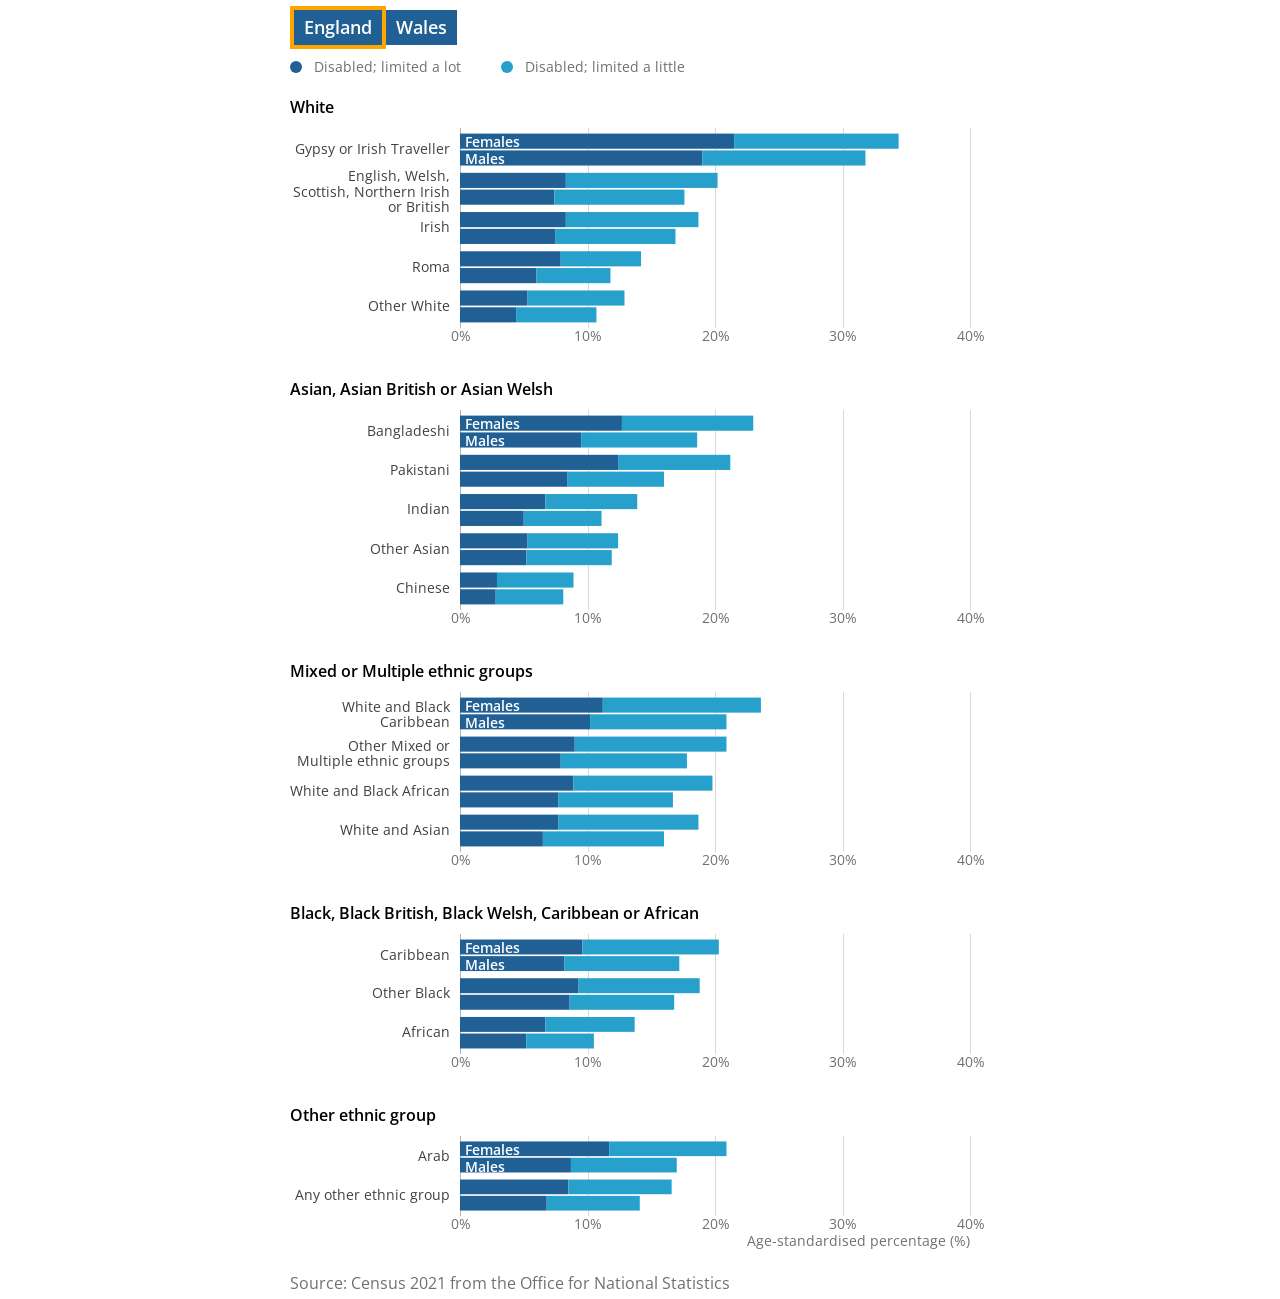 England Wales
Disabled; limited a lot Disabled; limited a little
White
Gypsy or Irish Traveller
Females
Males
English, Welsh,
Scottish, Northern Irish
or British
Irish
Roma
Other White
0% 10% 20% 30% 40%
Asian, Asian British or Asian Welsh
Bangladeshi
Females
Males
Pakistani
Indian
Other Asian
Chinese
0% 10% 20% 30% 40%
Mixed or Multiple ethnic groups
White and Black
Caribbean
Females
Males
Other Mixed or
Multiple ethnic groups
White and Black African
White and Asian
0% 10% 20% 30% 40%
Black, Black British, Black Welsh, Caribbean or African
Caribbean
Females
Males
Other Black
African
0% 10% 20% 30% 40%
Other ethnic group
Arab
Females
Males
Any other ethnic group
0% 10% 20% 30% 40%
Age-standardised percentage (%)
Source: Census 2021 from the Office for National Statistics